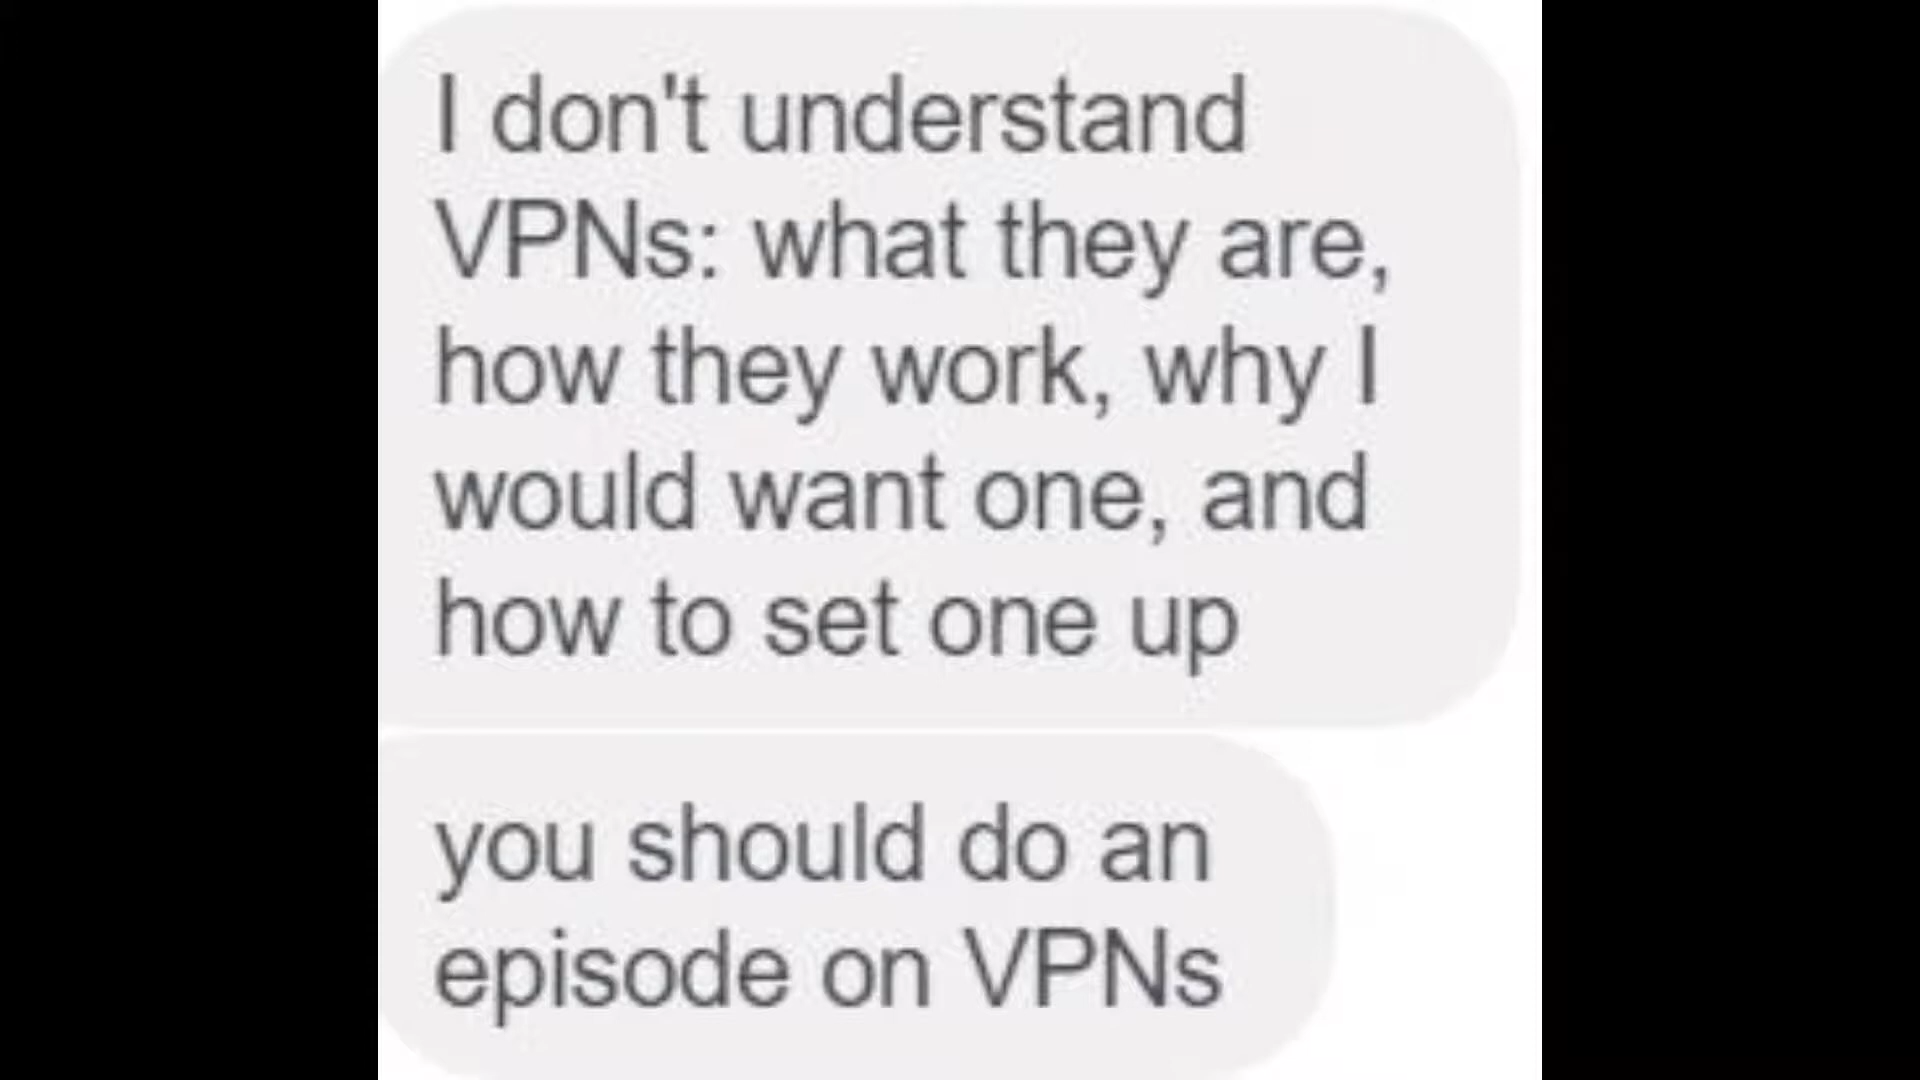 I don't understand
VPNs: what they are,
how they work, why I
would want one, and
how to set one up
you should do an
episode on VPNs